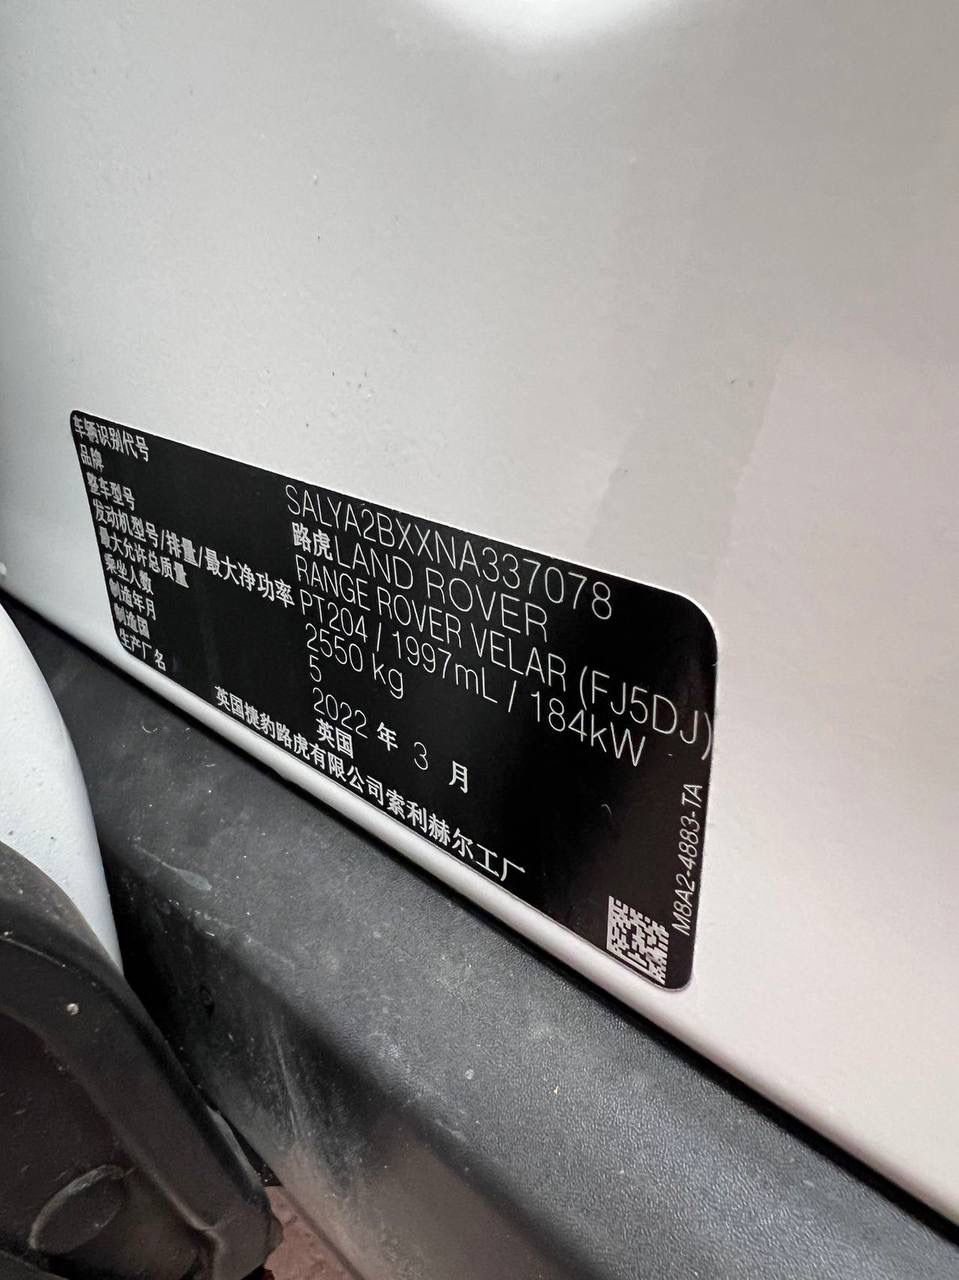 车辆识别代号 SALYA2BXXNA337078
品牌 路虎LAND ROVER
整车型号 RANGE ROVER VELAR (FJ5DJ)
发动机型号/排量/最大净功率 PT204 / 1997mL / 184kW
最大允许总质量 2550 kg
乘坐人数 5
制造年月 2022 年 3 月
制造国 英国
生产厂名 英国捷豹路虎有限公司索利赫尔工厂
M8A2-4883-TA